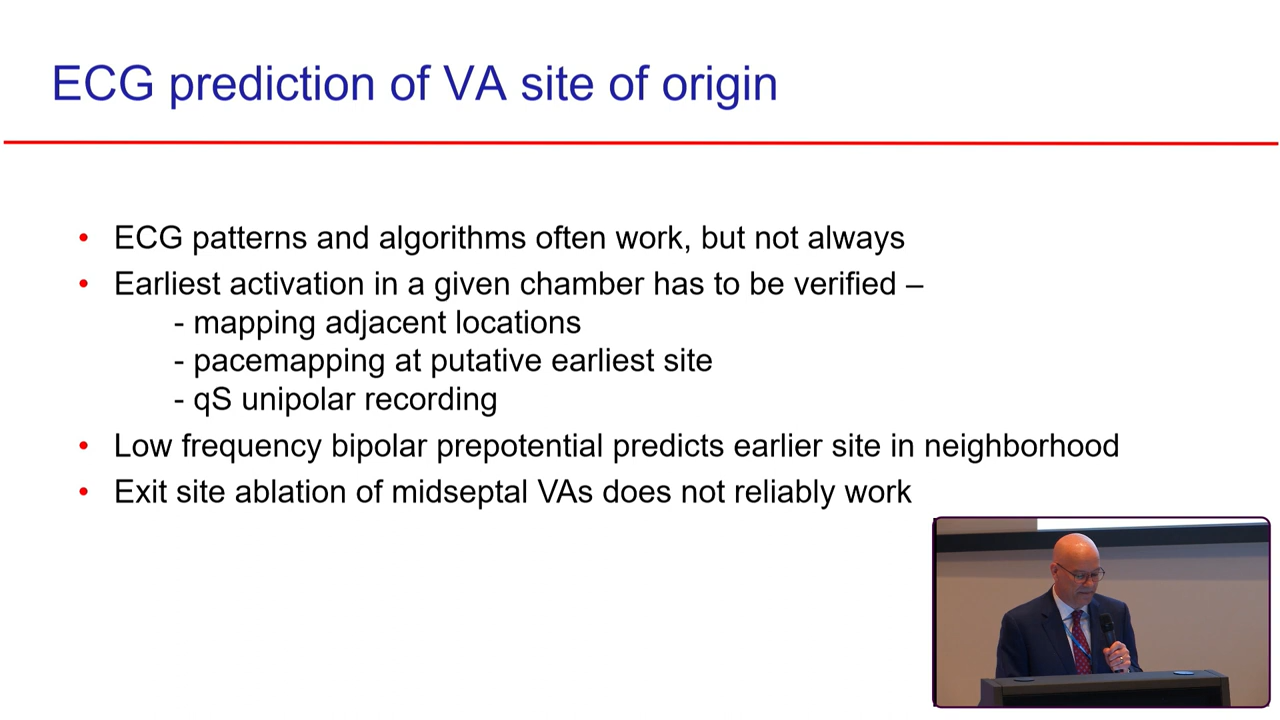 ECG prediction of VA site of origin
• ECG patterns and algorithms often work, but not always
• Earliest activation in a given chamber has to be verified –
- mapping adjacent locations
- pacemapping at putative earliest site
- qS unipolar recording
• Low frequency bipolar prepotential predicts earlier site in neighborhood
• Exit site ablation of midseptal VAs does not reliably work